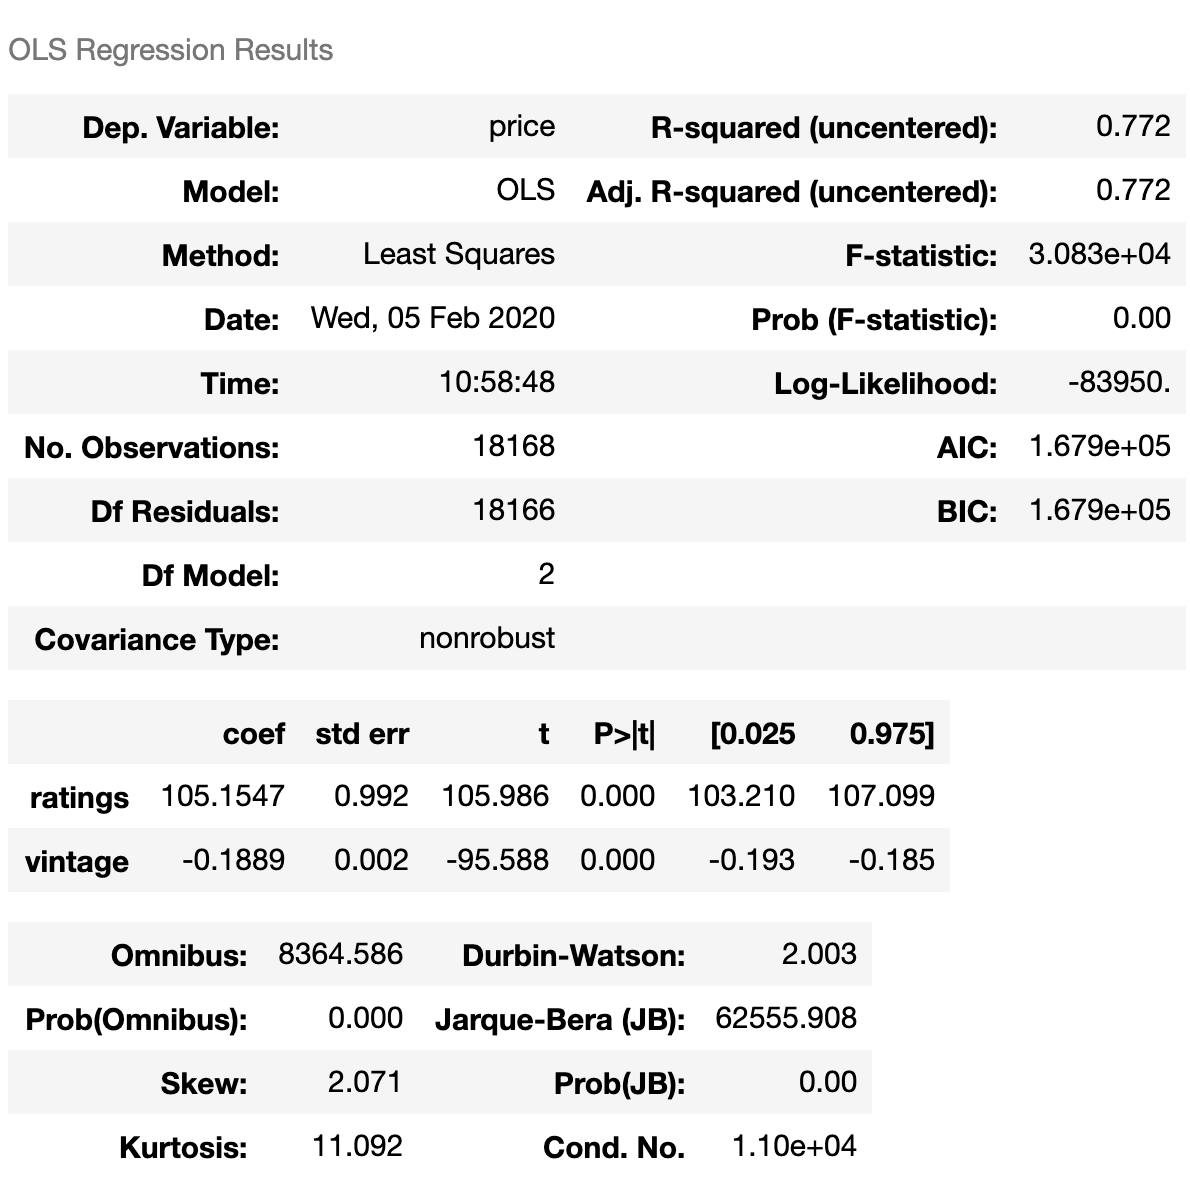 OLS Regression Results
Dep. Variable: price R-squared (uncentered): 0.772
Model: OLS Adj. R-squared (uncentered): 0.772
Method: Least Squares F-statistic: 3.083e+04
Date: Wed, 05 Feb 2020 Prob (F-statistic): 0.00
Time: 10:58:48 Log-Likelihood: -83950.
No. Observations: 18168 AIC: 1.679e+05
Df Residuals: 18166 BIC: 1.679e+05
Df Model: 2
Covariance Type: nonrobust
coef std err t P>|t| [0.025 0.975]
ratings 105.1547 0.992 105.986 0.000 103.210 107.099
vintage -0.1889 0.002 -95.588 0.000 -0.193 -0.185
Omnibus: 8364.586 Durbin-Watson: 2.003
Prob(Omnibus): 0.000 Jarque-Bera (JB): 62555.908
Skew: 2.071 Prob(JB): 0.00
Kurtosis: 11.092 Cond. No. 1.10e+04